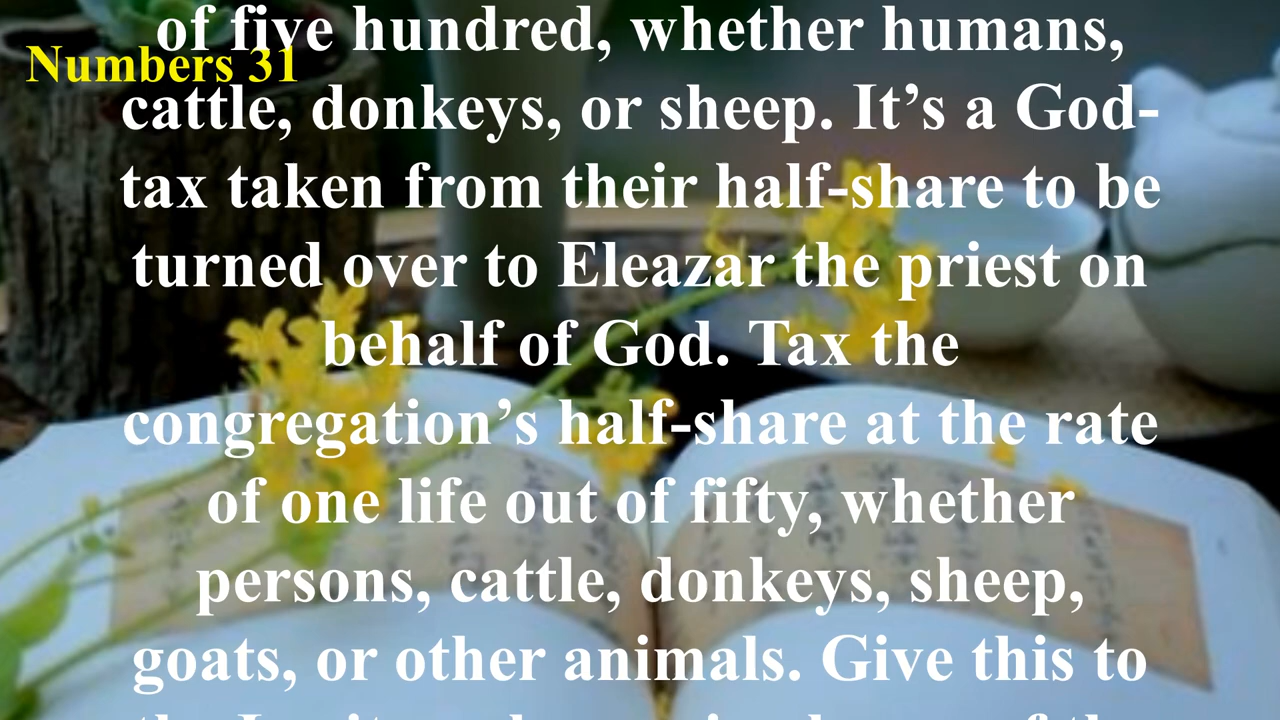 of five hundred, whether humans,
Numbers 31
cattle, donkeys, or sheep. It’s a God-
tax taken from their half-share to be
turned over to Eleazar the priest on
behalf of God. Tax the
congregation’s half-share at the rate
of one life out of fifty, whether
persons, cattle, donkeys, sheep,
goats, or other animals. Give this to